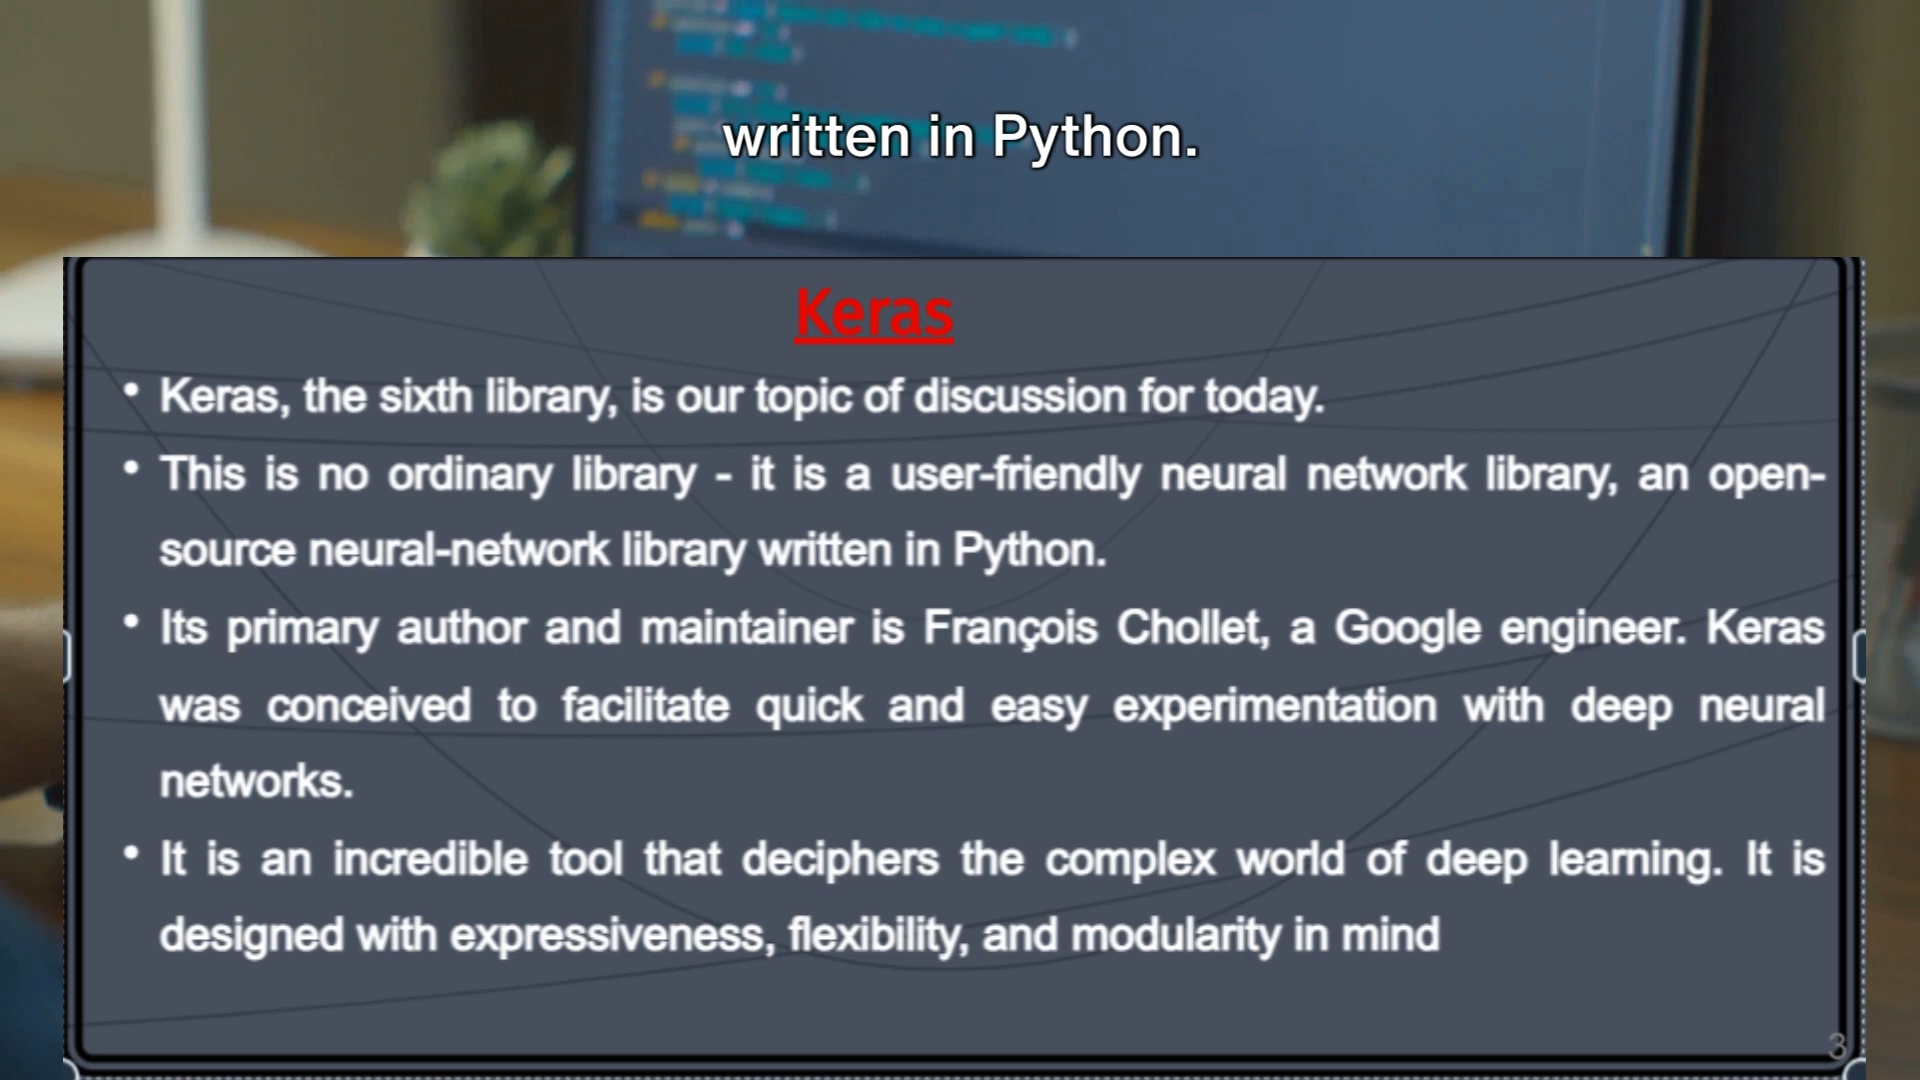 written in Python.
Keras
• Keras, the sixth library, is our topic of discussion for today.
• This is no ordinary library - it is a user-friendly neural network library, an open-
source neural-network library written in Python.
• Its primary author and maintainer is François Chollet, a Google engineer. Keras
was conceived to facilitate quick and easy experimentation with deep neural
networks.
• It is an incredible tool that deciphers the complex world of deep learning. It is
designed with expressiveness, flexibility, and modularity in mind
3